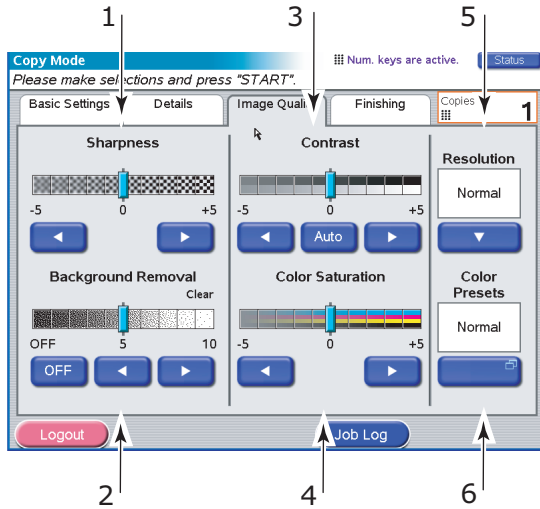 1 3 5
Copy Mode Num. keys are active. Status
Please make selections and press "START".
Basic Settings Details Image Quality Finishing Copies 1
Sharpness Contrast Resolution
Normal
-5 0 +5 -5 0 +5
Auto
Background Removal Color Saturation Color
Presets
Clear
Normal
OFF 5 10 -5 0 +5
OFF
Logout Job Log
2 4 6